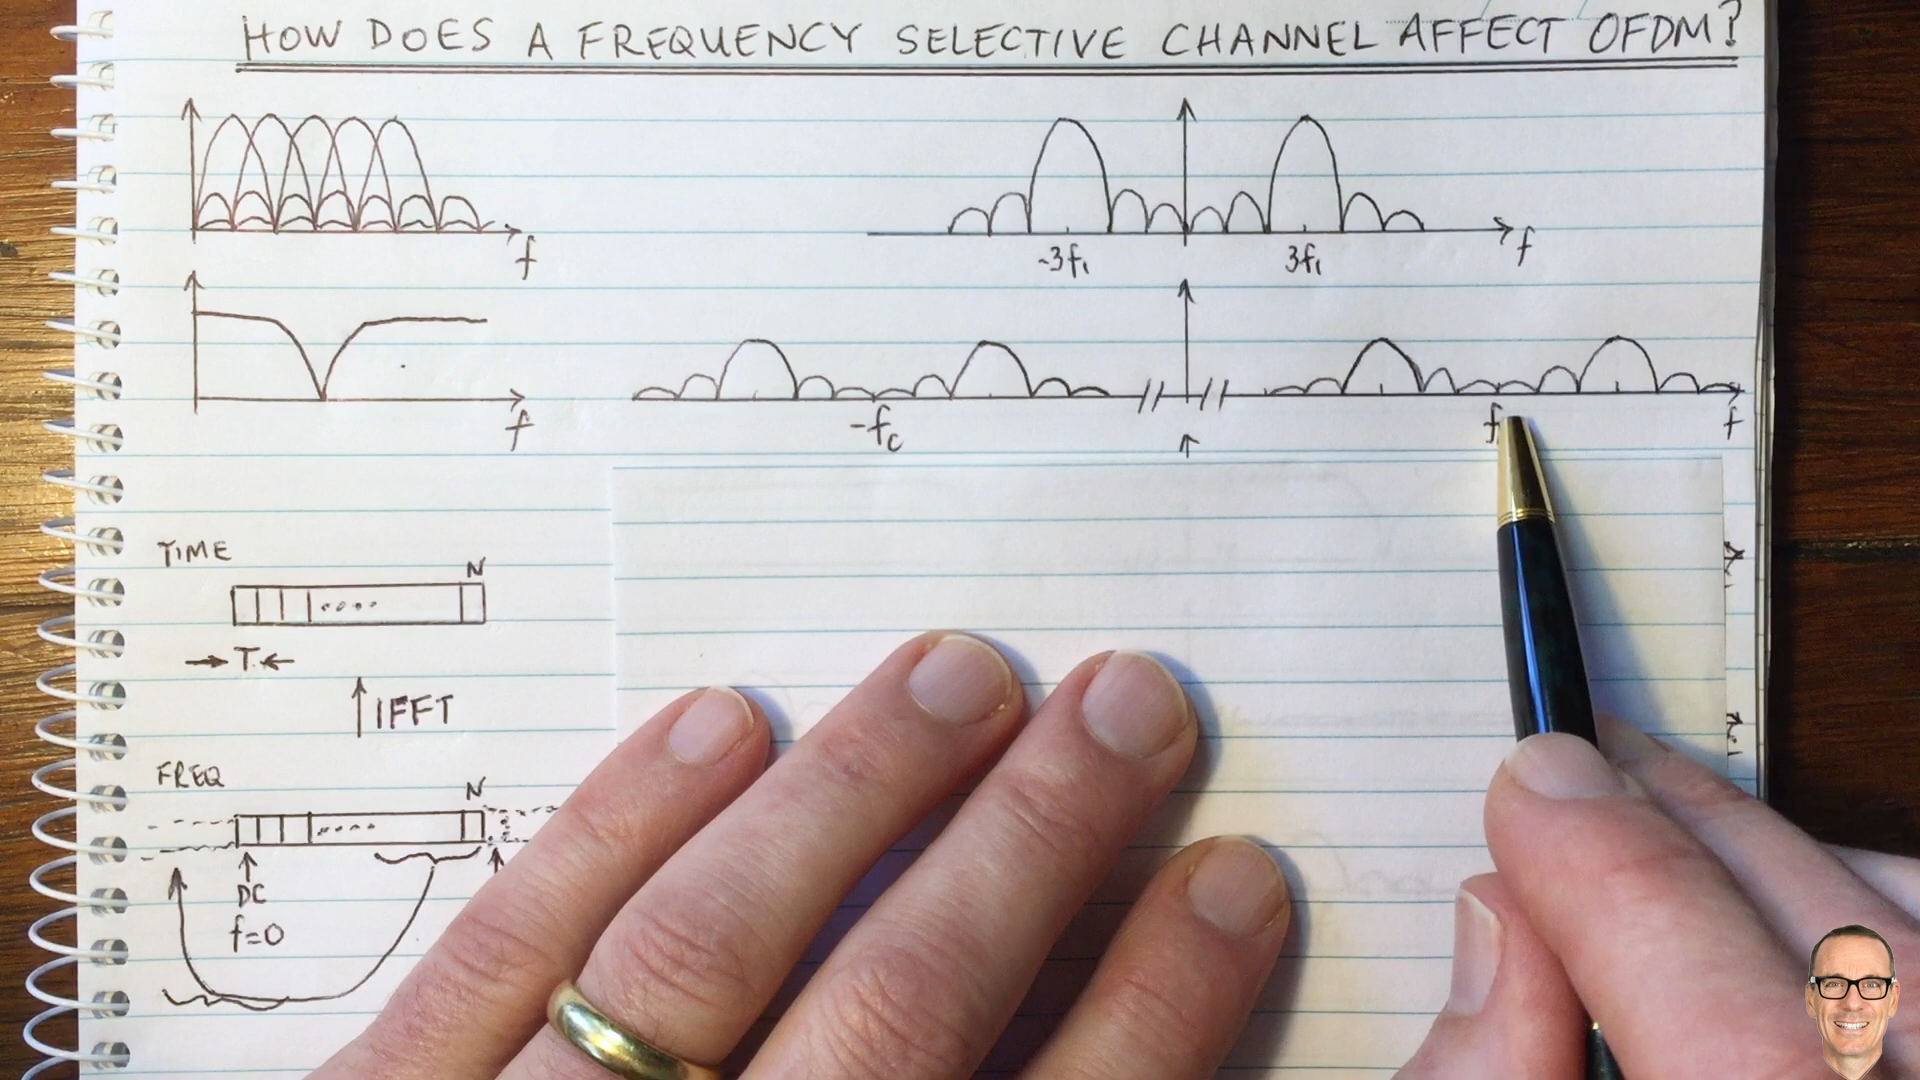 HOW DOES A FREQUENCY SELECTIVE CHANNEL AFFECT OFDM?
f
-3f₁
3f₁
f
f
-fc
f
f
TIME
N
T
IFFT
FREQ
N
DC
f=0